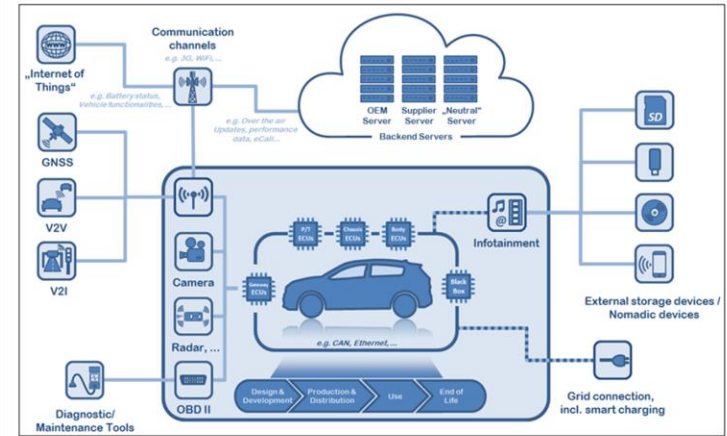 Communication
channels
e.g. 3G, WiFi,...
WWW
„Internet of
Things"
e.g. Battery status,
Vehicle functionalities,...
e.g. Over the air
Updates, performance
data, eCall...
OEM
Server
Supplier
Server
„Neutral"
Server
Backend Servers
GNSS
V2V
V2I
Camera
Radar, ...
OBD II
Diagnostic/
Maintenance Tools
Gateway
ECUs
P/T
ECUs
Chassis
ECUs
Body
ECUs
Black
Box
e.g. CAN, Ethernet,...
@
Infotainment
SD
External storage devices /
Nomadic devices
Grid connection,
incl. smart charging
Design &
Development
Production &
Distribution
Use
End of
Life